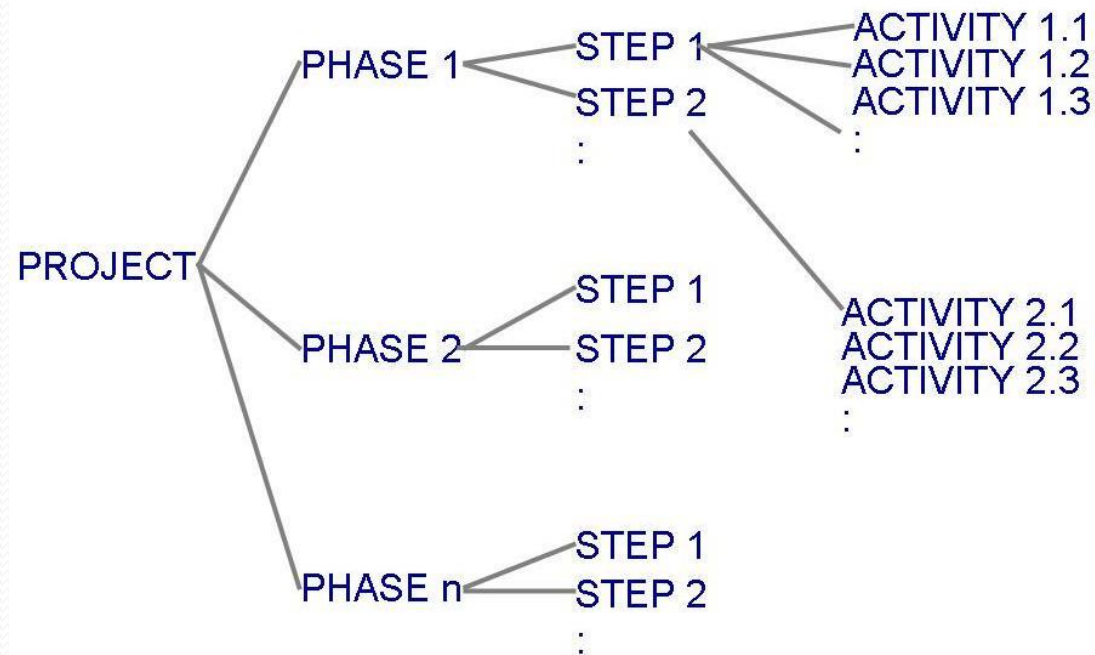 PROJECT
PHASE 1
STEP 1
ACTIVITY 1.1
ACTIVITY 1.2
ACTIVITY 1.3
:
STEP 2
:
ACTIVITY 2.1
ACTIVITY 2.2
ACTIVITY 2.3
:
PHASE 2
STEP 1
STEP 2
:
PHASE n
STEP 1
STEP 2
: